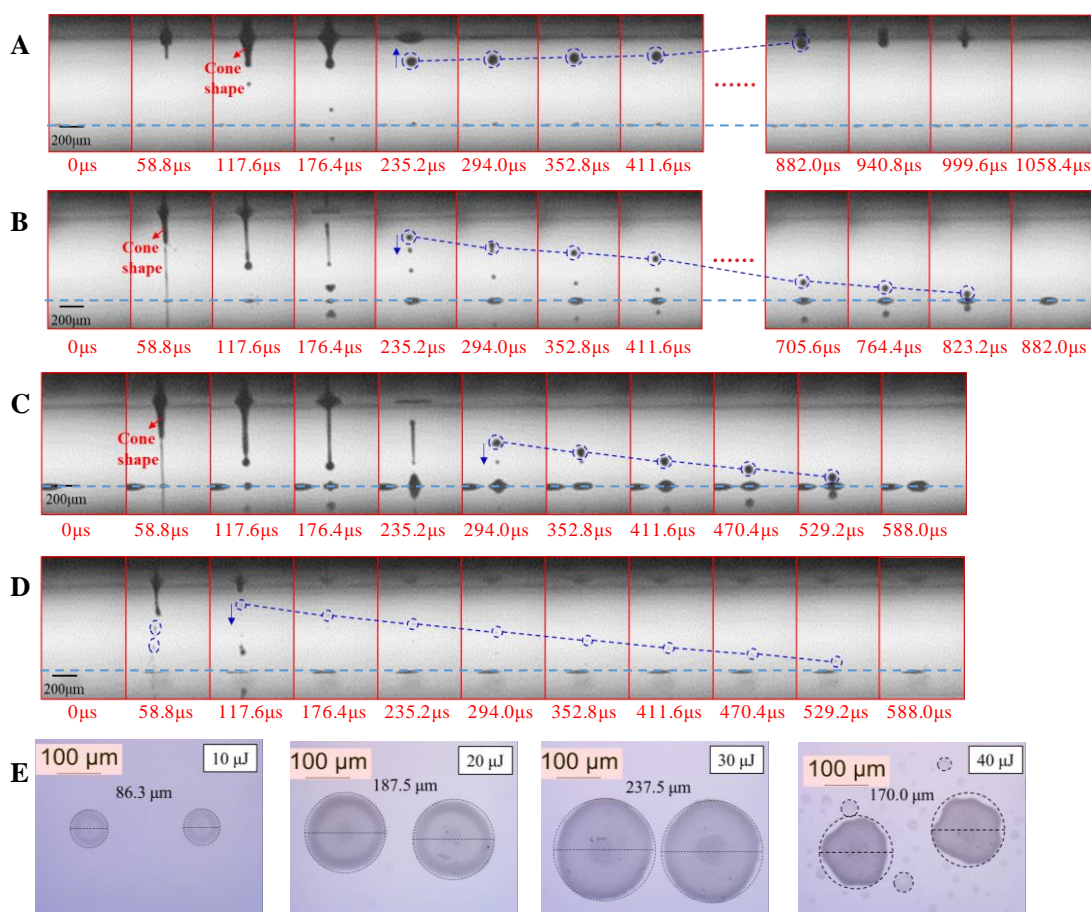 A
Cone
shape
200μm
0μs 58.8μs 117.6μs 176.4μs 235.2μs 294.0μs 352.8μs 411.6μs 882.0μs 940.8μs 999.6μs 1058.4μs
B
Cone
shape
200μm
0μs 58.8μs 117.6μs 176.4μs 235.2μs 294.0μs 352.8μs 411.6μs 705.6μs 764.4μs 823.2μs 882.0μs
C
Cone
shape
200μm
0μs 58.8μs 117.6μs 176.4μs 235.2μs 294.0μs 352.8μs 411.6μs 470.4μs 529.2μs 588.0μs
D
200μm
0μs 58.8μs 117.6μs 176.4μs 235.2μs 294.0μs 352.8μs 411.6μs 470.4μs 529.2μs 588.0μs
E
100 μm 10 μJ
86.3 μm
100 μm 20 μJ
187.5 μm
100 μm 30 μJ
237.5 μm
100 μm 40 μJ
170.0 μm